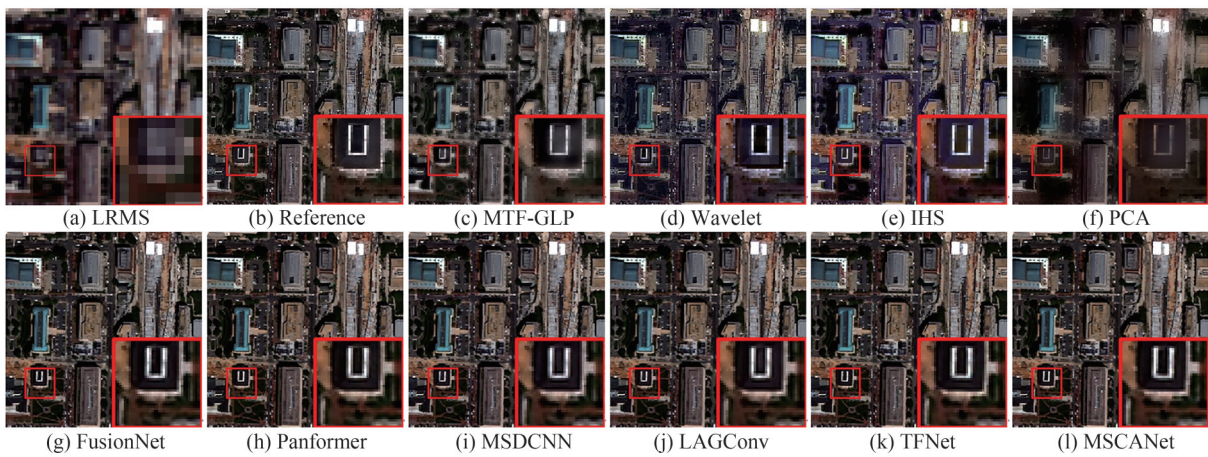 (a) LRMS
(b) Reference
(c) MTF-GLP
(d) Wavelet
(e) IHS
(f) PCA
(g) FusionNet
(h) Panformer
(i) MSDCNN
(j) LAGConv
(k) TFNet
(l) MSCANet